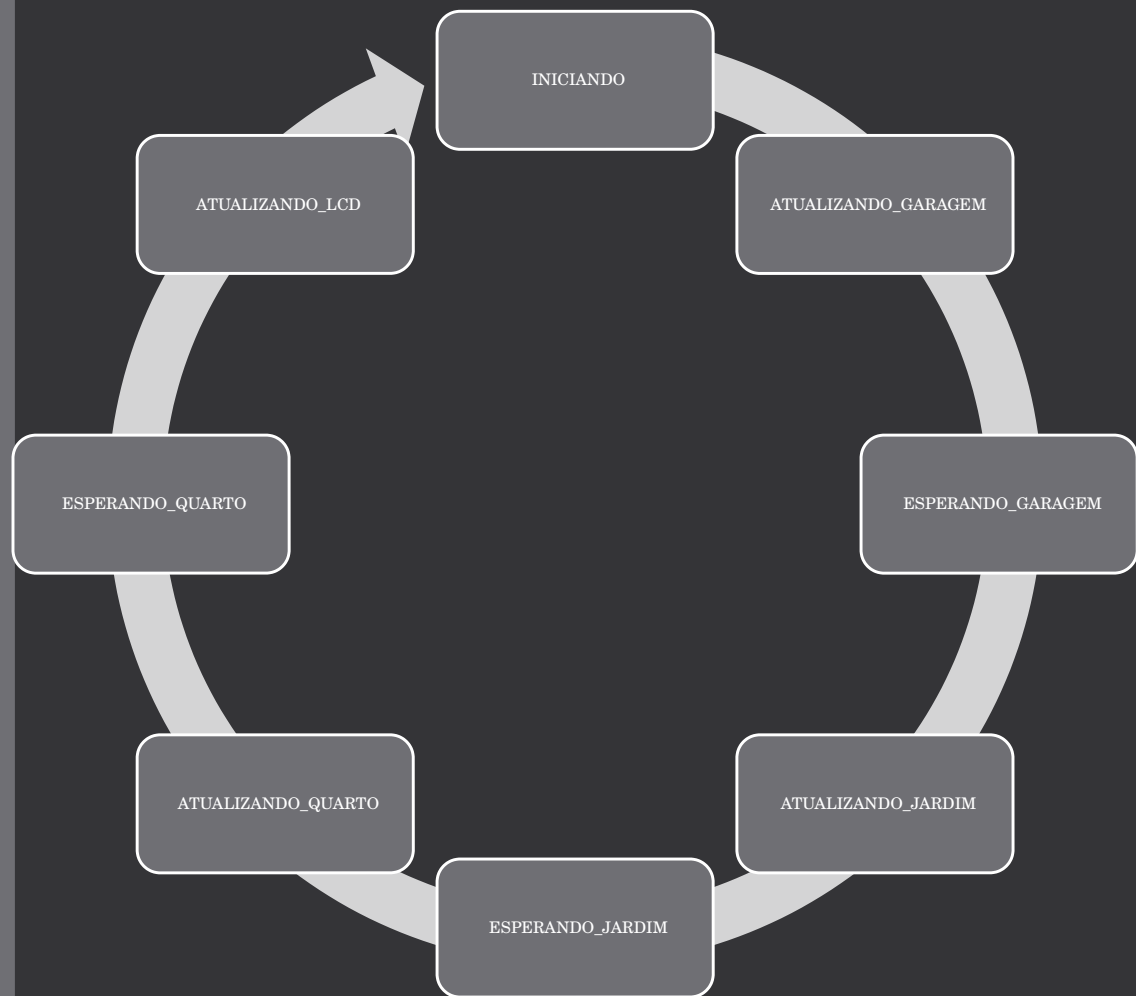 INICIANDO
ATUALIZANDO_GARAGEM
ESPERANDO_GARAGEM
ATUALIZANDO_JARDIM
ESPERANDO_JARDIM
ATUALIZANDO_QUARTO
ESPERANDO_QUARTO
ATUALIZANDO_LCD